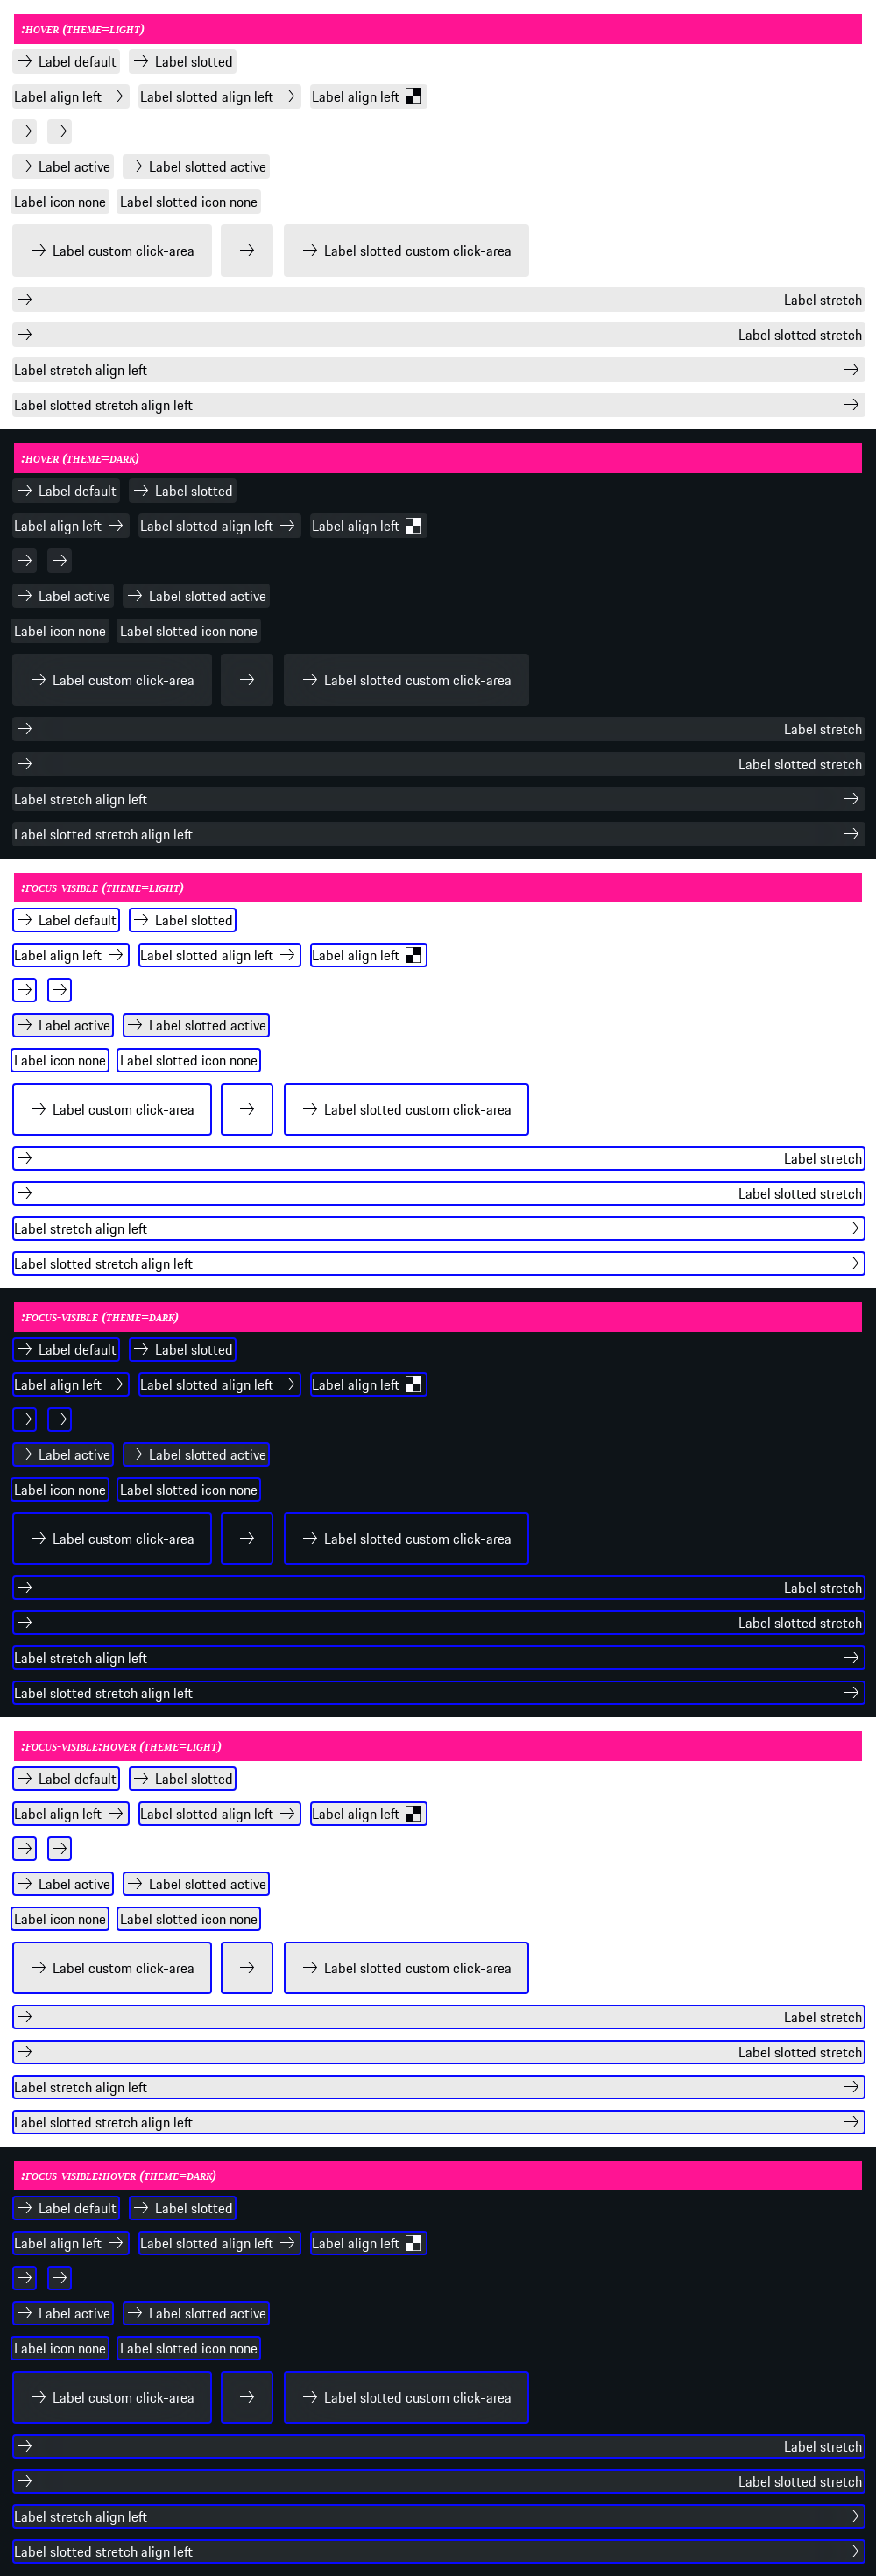 :HOVER (THEME=LIGHT)
Label default Label slotted
Label align left Label slotted align left Label align left
Label active Label slotted active
Label icon none Label slotted icon none
Label custom click-area Label slotted custom click-area
Label stretch
Label slotted stretch
Label stretch align left
Label slotted stretch align left
:HOVER (THEME=DARK)
Label default Label slotted
Label align left Label slotted align left Label align left
Label active Label slotted active
Label icon none Label slotted icon none
Label custom click-area Label slotted custom click-area
Label stretch
Label slotted stretch
Label stretch align left
Label slotted stretch align left
:FOCUS-VISIBLE (THEME=LIGHT)
Label default Label slotted
Label align left Label slotted align left Label align left
Label active Label slotted active
Label icon none Label slotted icon none
Label custom click-area Label slotted custom click-area
Label stretch
Label slotted stretch
Label stretch align left
Label slotted stretch align left
:FOCUS-VISIBLE (THEME=DARK)
Label default Label slotted
Label align left Label slotted align left Label align left
Label active Label slotted active
Label icon none Label slotted icon none
Label custom click-area Label slotted custom click-area
Label stretch
Label slotted stretch
Label stretch align left
Label slotted stretch align left
:FOCUS-VISIBLE:HOVER (THEME=LIGHT)
Label default Label slotted
Label align left Label slotted align left Label align left
Label active Label slotted active
Label icon none Label slotted icon none
Label custom click-area Label slotted custom click-area
Label stretch
Label slotted stretch
Label stretch align left
Label slotted stretch align left
:FOCUS-VISIBLE:HOVER (THEME=DARK)
Label default Label slotted
Label align left Label slotted align left Label align left
Label active Label slotted active
Label icon none Label slotted icon none
Label custom click-area Label slotted custom click-area
Label stretch
Label slotted stretch
Label stretch align left
Label slotted stretch align left